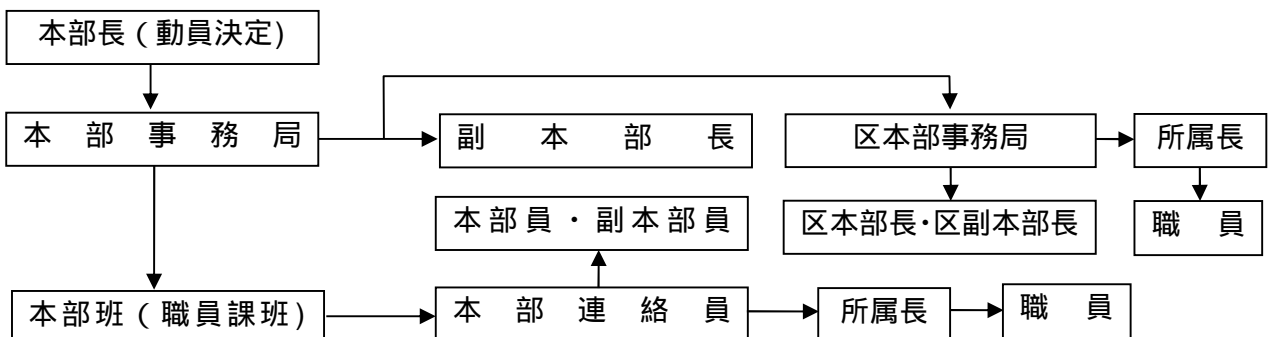 本部長（動員決定）
本部事務局
副本部長
区本部事務局
所属長
本部員・副本部員
区本部長・区副本部長
職員
本部班（職員課班）
本部連絡員
所属長
職員